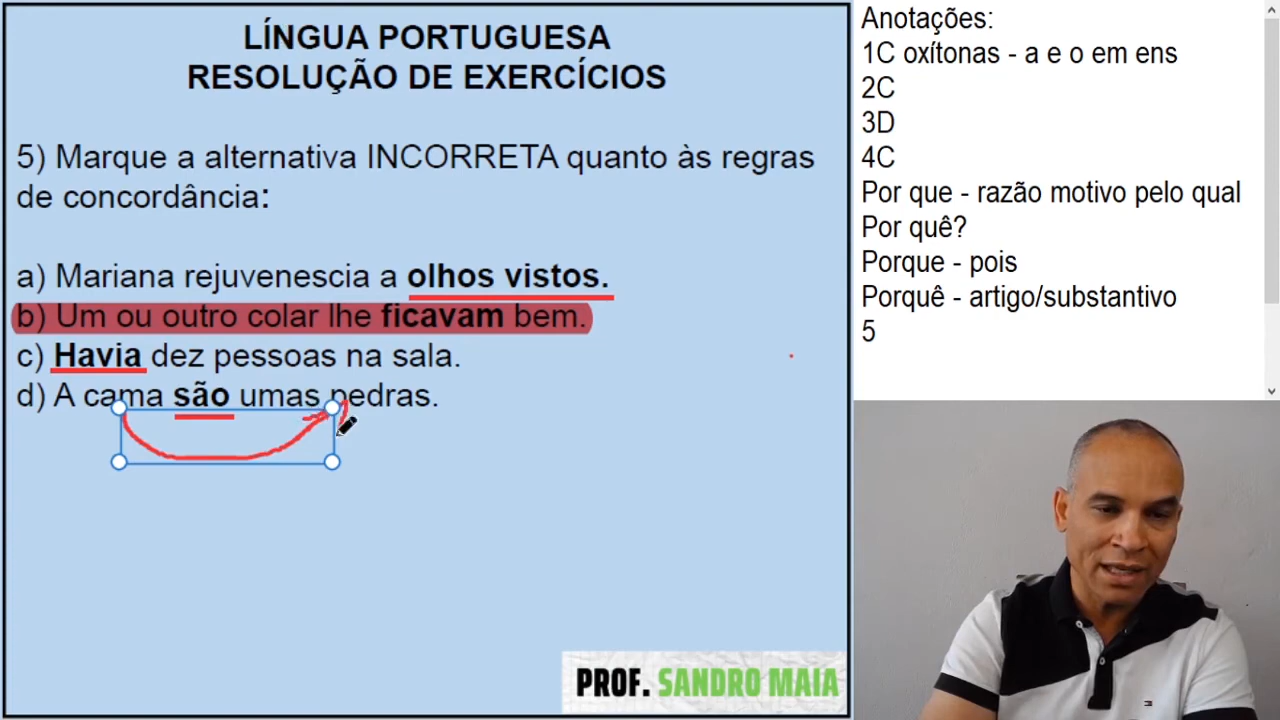 LÍNGUA PORTUGUESA
RESOLUÇÃO DE EXERCÍCIOS
5) Marque a alternativa INCORRETA quanto às regras
de concordância:
a) Mariana rejuvenescia a olhos vistos.
b) Um ou outro colar lhe ficavam bem.
c) Havia dez pessoas na sala.
d) A cama são umas pedras.
PROF. SANDRO MAIA
Anotações:
1C oxítonas - a e o em ens
2C
3D
4C
Por que - razão motivo pelo qual
Por quê?
Porque - pois
Porquê - artigo/substantivo
5